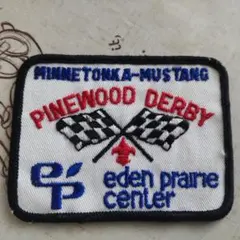 MINNETONKA-MUSTANG
PINEWOOD DERBY
eP eden prairie
center